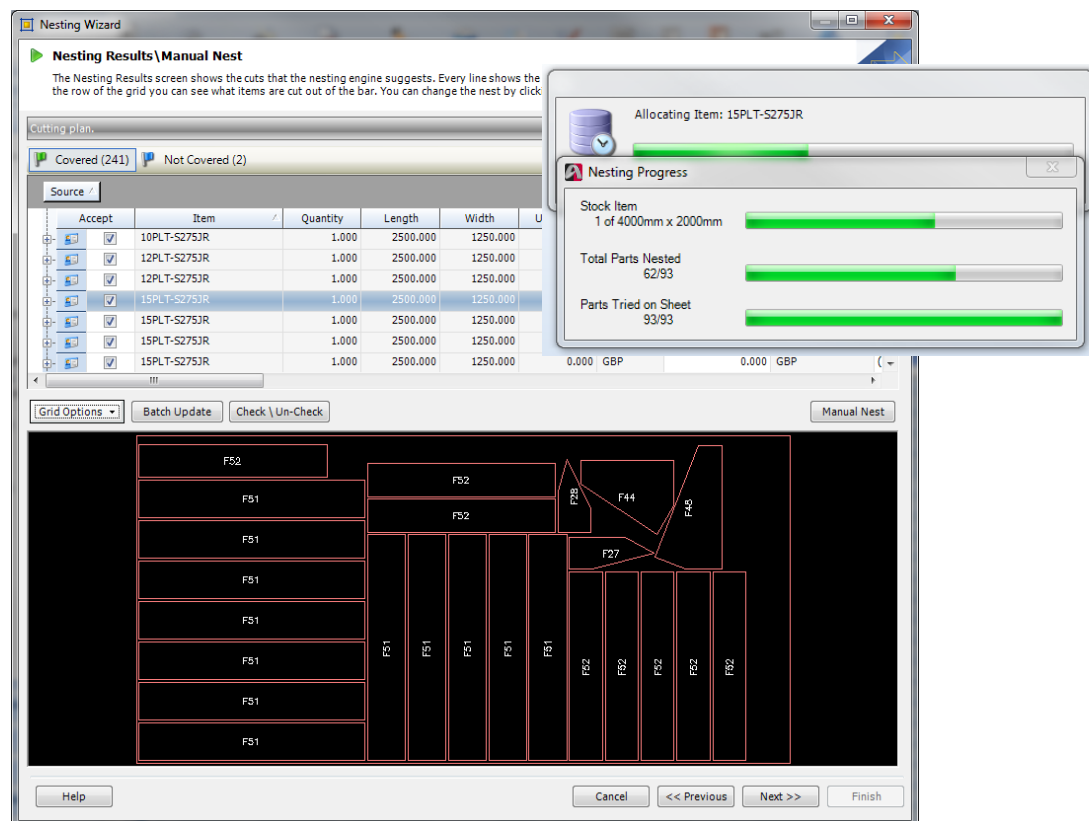 Nesting Wizard
Nesting Results\Manual Nest
The Nesting Results screen shows the cuts that the nesting engine suggests. Every line shows the
the row of the grid you can see what items are cut out of the bar. You can change the nest by click
Cutting plan.
Covered (241) Not Covered (2)
Source
Accept Item Quantity Length Width U
10PLT-S275JR 1.000 2500.000 1250.000
12PLT-S275JR 1.000 2500.000 1250.000
12PLT-S275JR 1.000 2500.000 1250.000
15PLT-S275JR 1.000 2500.000 1250.000
15PLT-S275JR 1.000 2500.000 1250.000
15PLT-S275JR 1.000 2500.000 1250.000
15PLT-S275JR 1.000 2500.000 1250.000 0.000 GBP 0.000 GBP (
Allocating Item: 15PLT-S275JR
Nesting Progress
Stock Item
1 of 4000mm x 2000mm
Total Parts Nested
62/93
Parts Tried on Sheet
93/93
Grid Options Batch Update Check \ Un-Check Manual Nest
F52
F51
F51
F51
F51
F51
F51
F51
F52
F52
F28
F44
F48
F27
F51 F51 F51 F51 F51
F52 F52 F52 F52 F52
Help Cancel << Previous Next >> Finish